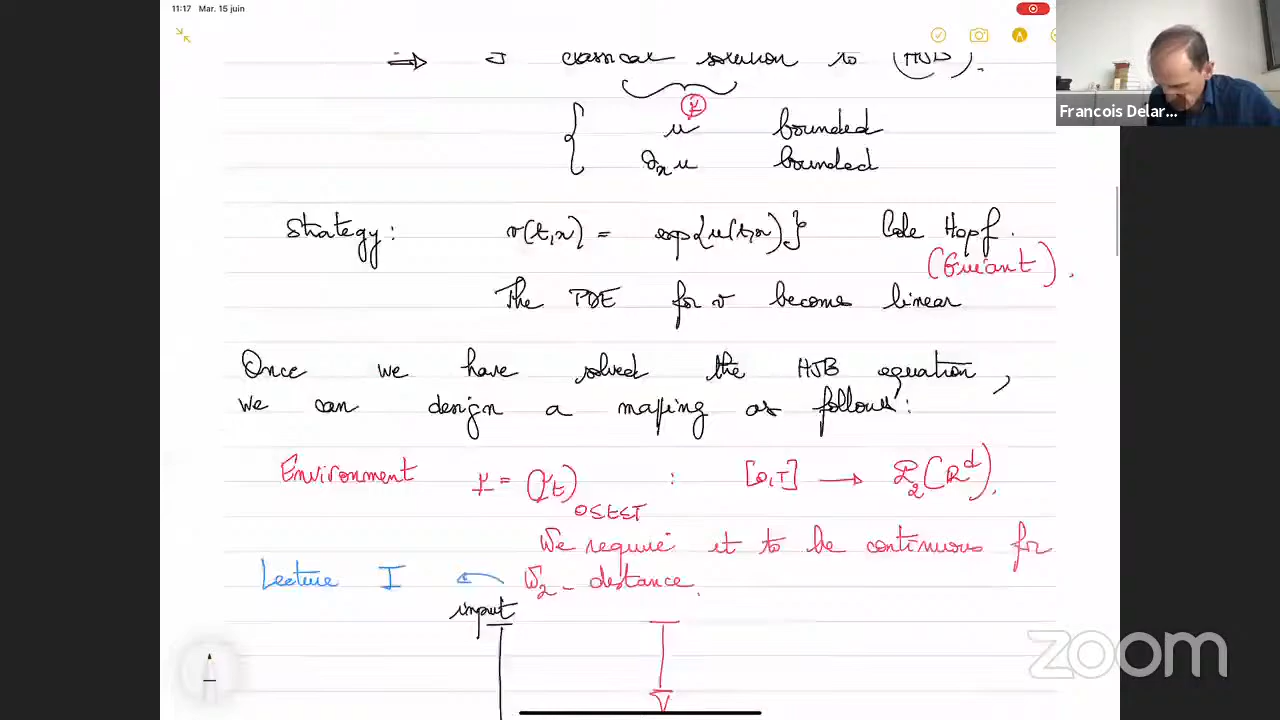 11:17 Mar. 15 juin
⇒ ∃ classical solution to (HJB).
μ
u bounded
∂ₓu bounded
Francois Delar...
Strategy: v(t,x) = exp{u(t,x)} Cole Hopf.
(Guéant).
The PDE for v become linear
Once we have solved the HJB equation,
we can design a mapping as follows:
Environment μ = (μt) 0≤t≤T : [0,T] → P₂(Rᵈ).
We require it to be continuous for
Lecture I ← W₂ - distance.
input
zoom